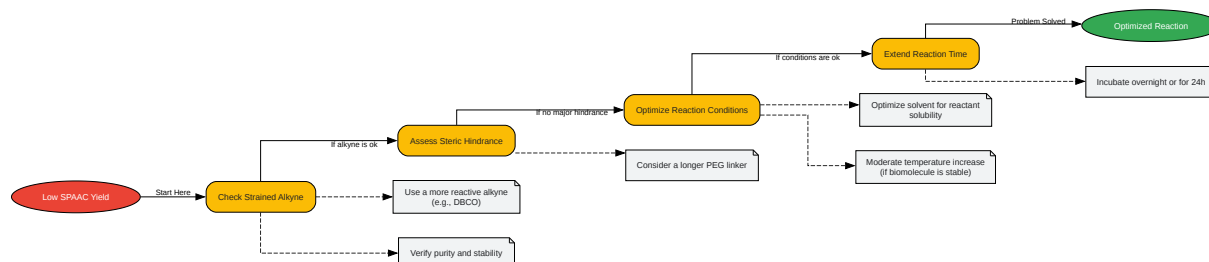 Low SPAAC Yield
Start Here
Check Strained Alkyne
Use a more reactive alkyne
(e.g., DBCO)
Verify purity and stability
If alkyne is ok
Assess Steric Hindrance
Consider a longer PEG linker
If no major hindrance
Optimize Reaction Conditions
Optimize solvent for reactant
solubility
Moderate temperature increase
(if biomolecule is stable)
If conditions are ok
Extend Reaction Time
Incubate overnight or for 24h
Problem Solved
Optimized Reaction